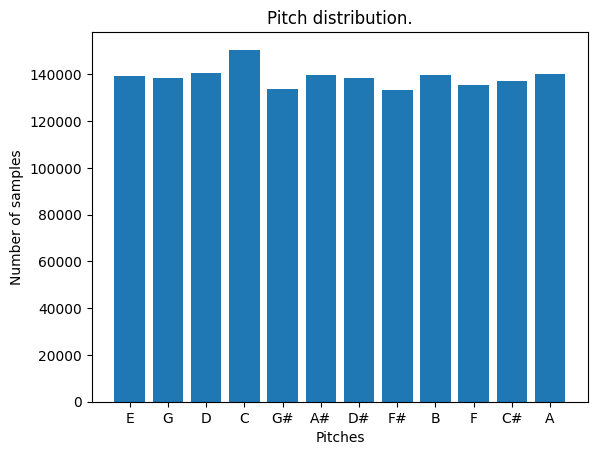 Pitch distribution.
Number of samples
140000
120000
100000
80000
60000
40000
20000
0
E G D C G# A# D# F# B F C# A
Pitches